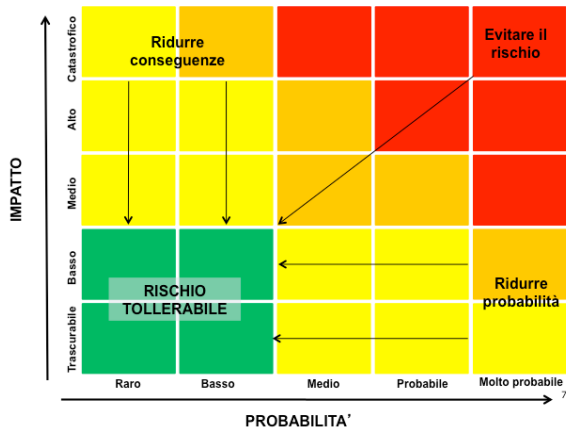 IMPATTO
Catastrofico
Alto
Medio
Basso
Trascurabile
Ridurre
conseguenze
Evitare il
rischio
RISCHIO
TOLLERABILE
Ridurre
probabilità
Raro
Basso
Medio
Probabile
Molto probabile
7
PROBABILITA’